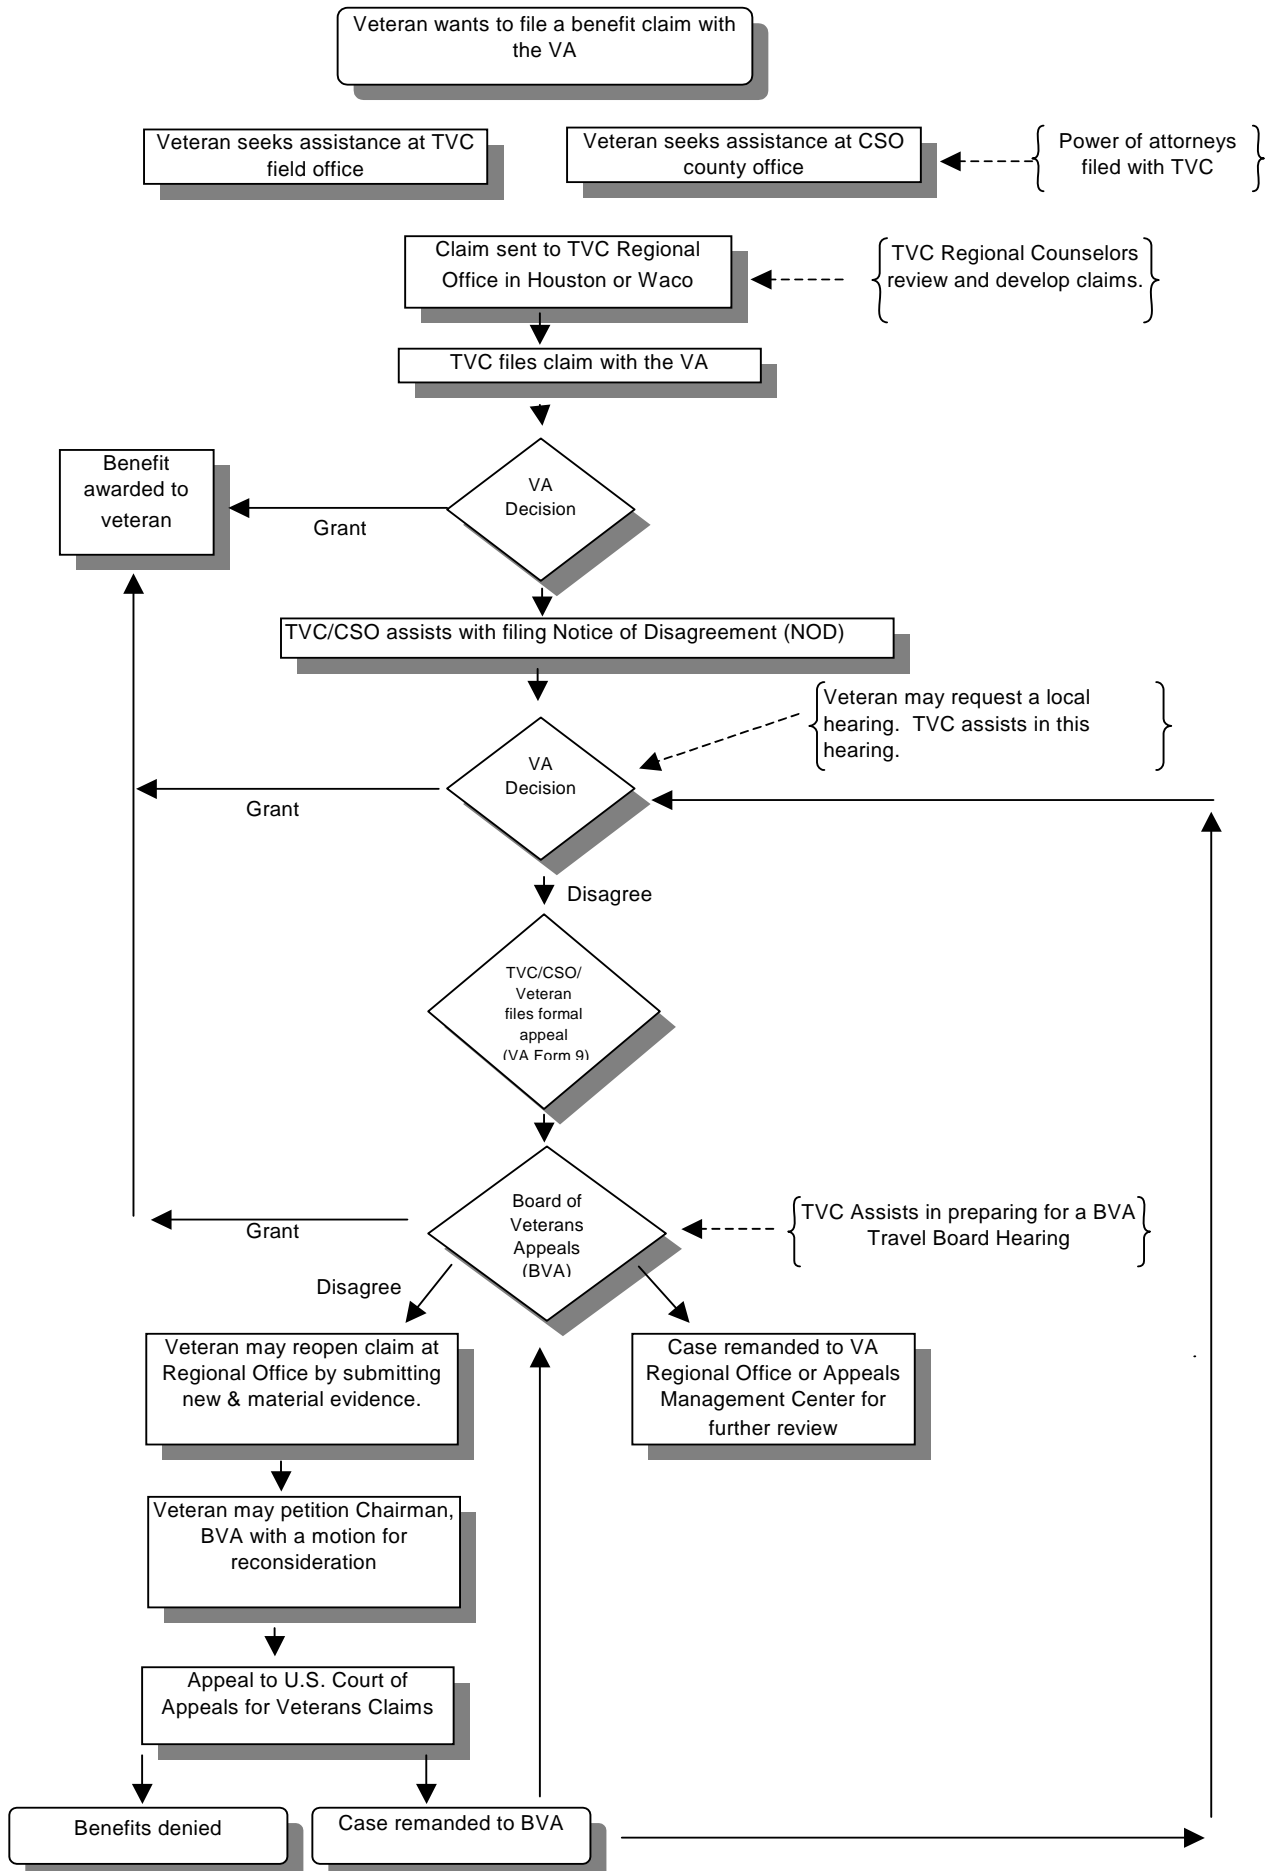 Veteran wants to file a benefit claim with
the VA
Veteran seeks assistance at TVC
field office
Veteran seeks assistance at CSO
county office
Power of attorneys
filed with TVC
Claim sent to TVC Regional
Office in Houston or Waco
TVC Regional Counselors
review and develop claims.
TVC files claim with the VA
Benefit
awarded to
veteran
VA
Decision
Grant
TVC/CSO assists with filing Notice of Disagreement (NOD)
Veteran may request a local
hearing. TVC assists in this
hearing.
VA
Decision
Grant
Disagree
TVC/CSO/
Veteran
files formal
appeal
(VA Form 9)
Board of
Veterans
Appeals
(BVA)
TVC Assists in preparing for a BVA
Travel Board Hearing
Grant
Disagree
Veteran may reopen claim at
Regional Office by submitting
new & material evidence.
Case remanded to VA
Regional Office or Appeals
Management Center for
further review
Veteran may petition Chairman,
BVA with a motion for
reconsideration
Appeal to U.S. Court of
Appeals for Veterans Claims
Benefits denied
Case remanded to BVA